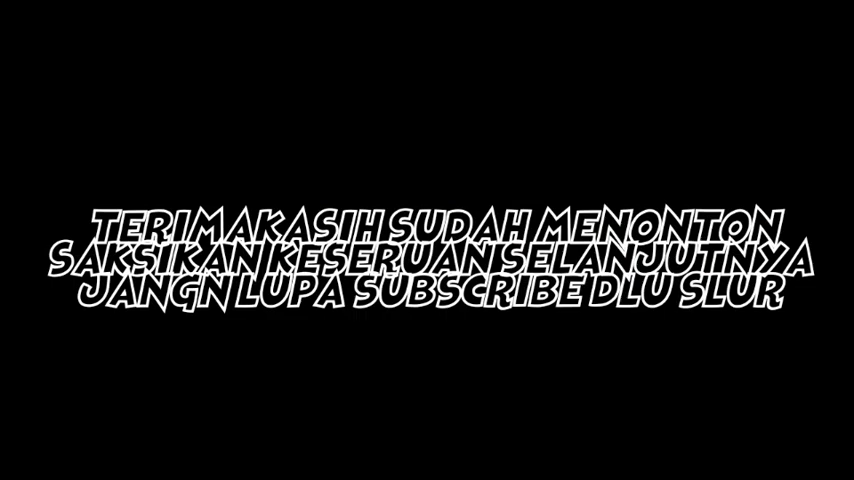 TERIMAKASIH SUDAH MENONTON
SAKSIKAN KESERUAN SELANJUTNYA
JANGN LUPA SUBSCRIBE DLU SLUR